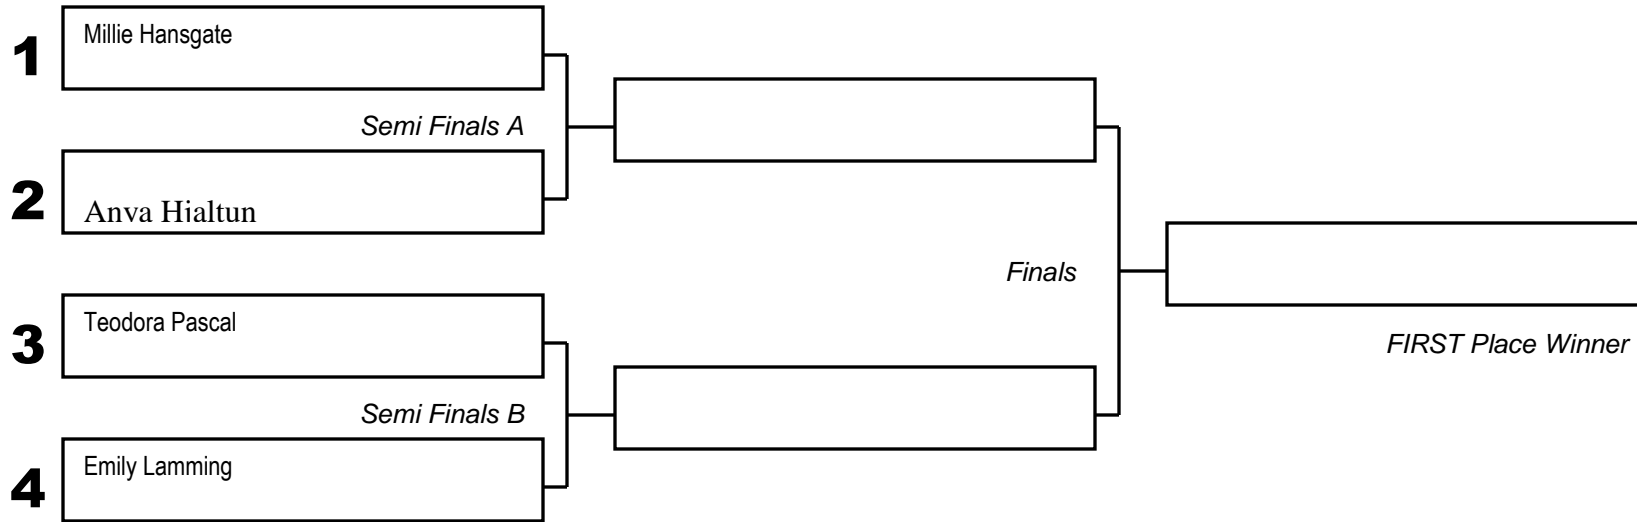 1 Millie Hansgate
Semi Finals A
2 Anva Hialtun
Finals
3 Teodora Pascal
FIRST Place Winner
Semi Finals B
4 Emily Lamming